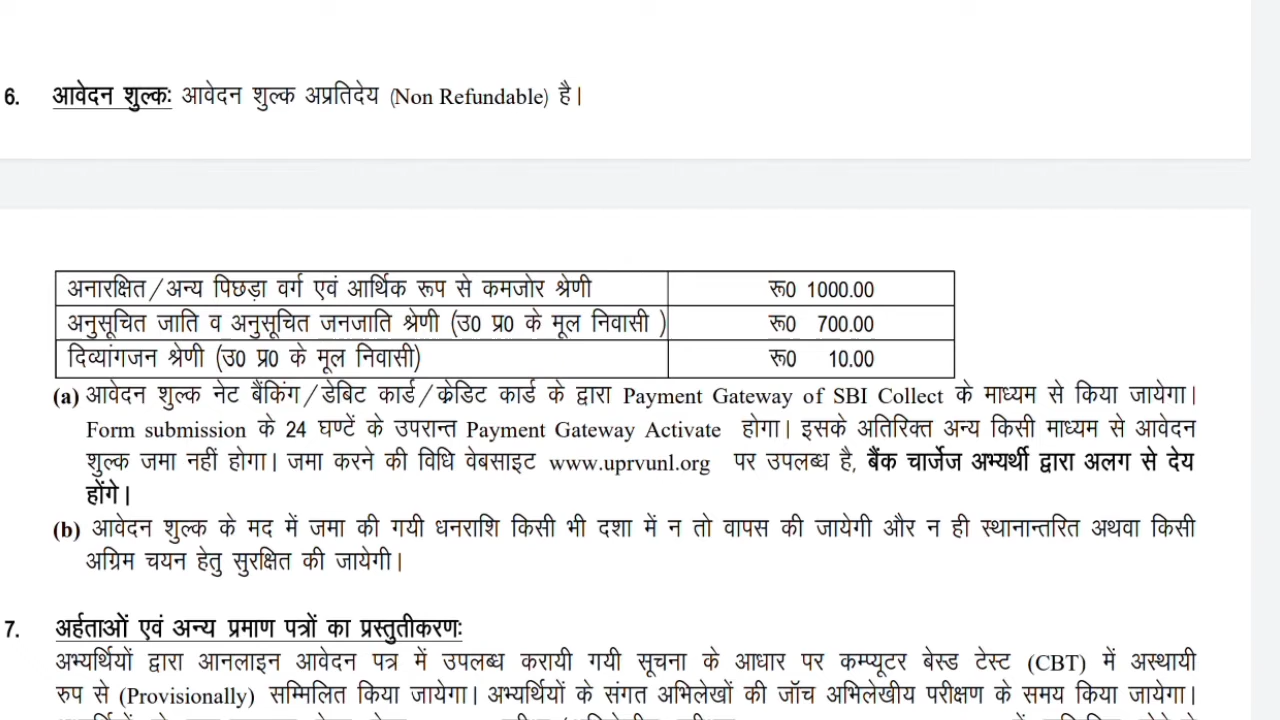 6. आवेदन शुल्कः आवेदन शुल्क अप्रतिदेय (Non Refundable) है।
अनारक्षित/अन्य पिछड़ा वर्ग एवं आर्थिक रूप से कमजोर श्रेणी रू0 1000.00
अनुसूचित जाति व अनुसूचित जनजाति श्रेणी (उ0 प्र0 के मूल निवासी ) रू0 700.00
दिव्यांगजन श्रेणी (उ0 प्र0 के मूल निवासी) रू0 10.00
(a) आवेदन शुल्क नेट बैंकिंग/डेबिट कार्ड/क्रेडिट कार्ड के द्वारा Payment Gateway of SBI Collect के माध्यम से किया जायेगा।
Form submission के 24 घण्टें के उपरान्त Payment Gateway Activate होगा। इसके अतिरिक्त अन्य किसी माध्यम से आवेदन
शुल्क जमा नहीं होगा। जमा करने की विधि वेबसाइट www.uprvunl.org पर उपलब्ध है, बैंक चार्जेज अभ्यर्थी द्वारा अलग से देय
होंगे।
(b) आवेदन शुल्क के मद में जमा की गयी धनराशि किसी भी दशा में न तो वापस की जायेगी और न ही स्थानान्तरित अथवा किसी
अग्रिम चयन हेतु सुरक्षित की जायेगी।
7. अर्हताओं एवं अन्य प्रमाण पत्रों का प्रस्तुतीकरणः
अभ्यर्थियों द्वारा आनलाइन आवेदन पत्र में उपलब्ध करायी गयी सूचना के आधार पर कम्प्यूटर बेस्ड टेस्ट (CBT) में अस्थायी
रुप से (Provisionally) सम्मिलित किया जायेगा। अभ्यर्थियों के संगत अभिलेखों की जॉच अभिलेखीय परीक्षण के समय किया जायेगा।